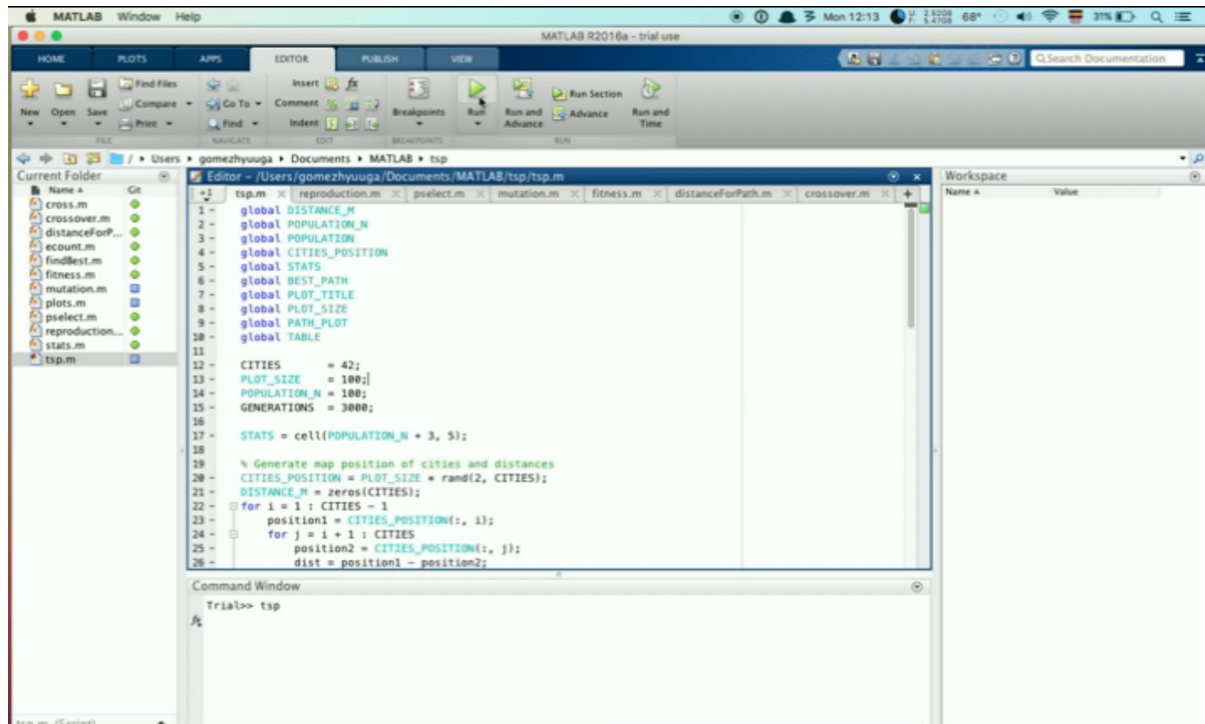 MATLAB Window Help
Mon 12:13
68°
31%
MATLAB R2016a - trial use
HOME PLOTS APPS EDITOR PUBLISH VIEW
Search Documentation
New Open Save
Find Files
Compare
Print
Go To
Find
Insert
Comment
Indent
Breakpoints
Run
Run and Advance
Run Section
Advance
Run and Time
FILE NAVIGATE EDIT BREAKPOINTS RUN
/ Users gomezhyuuga Documents MATLAB tsp
Current Folder
Name Git
cross.m
crossover.m
distanceForP...
ecount.m
findBest.m
fitness.m
mutation.m
plots.m
pselect.m
reproduction...
stats.m
tsp.m
Editor - /Users/gomezhyuuga/Documents/MATLAB/tsp/tsp.m
+1 tsp.m reproduction.m pselect.m mutation.m fitness.m distanceForPath.m crossover.m +
1 - global DISTANCE_M
2 - global POPULATION_N
3 - global POPULATION
4 - global CITIES_POSITION
5 - global STATS
6 - global BEST_PATH
7 - global PLOT_TITLE
8 - global PLOT_SIZE
9 - global PATH_PLOT
10 - global TABLE
11
12 - CITIES = 42;
13 - PLOT_SIZE = 100;
14 - POPULATION_N = 100;
15 - GENERATIONS = 3000;
16
17 - STATS = cell(POPULATION_N + 3, 5);
18
19 % Generate map position of cities and distances
20 - CITIES_POSITION = PLOT_SIZE * rand(2, CITIES);
21 - DISTANCE_M = zeros(CITIES);
22 - for i = 1 : CITIES - 1
23 - position1 = CITIES_POSITION(:, i);
24 - for j = i + 1 : CITIES
25 - position2 = CITIES_POSITION(:, j);
26 - dist = position1 - position2;
Command Window
Trial>> tsp
fx
Workspace
Name Value
tsp.m (Script)